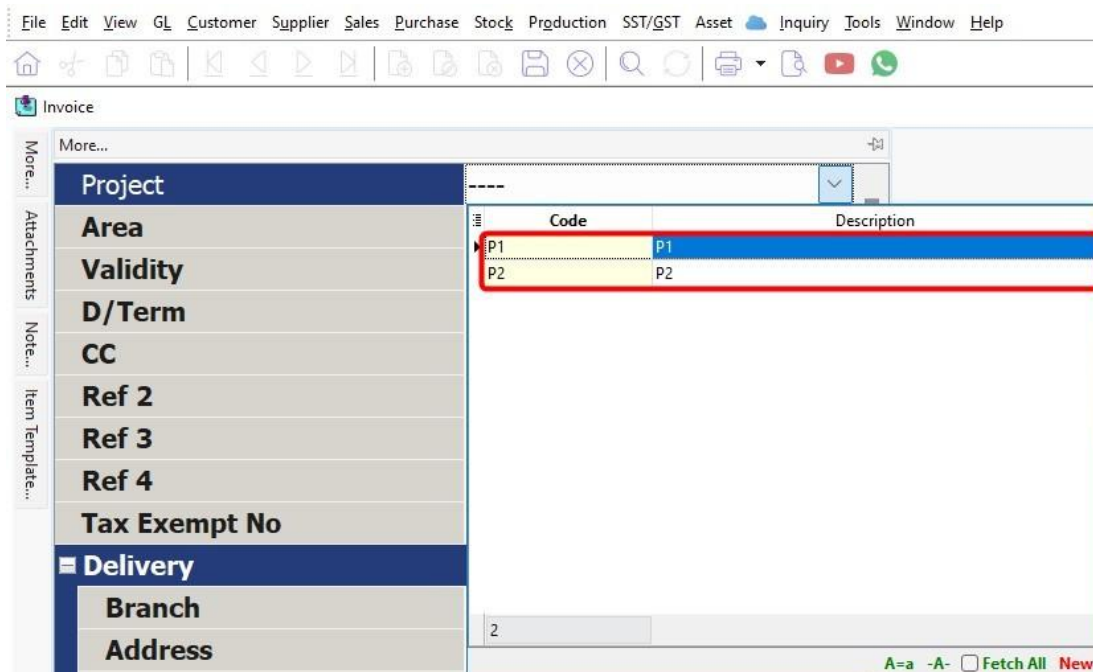 File Edit View GL Customer Supplier Sales Purchase Stock Production SST/GST Asset Inquiry Tools Window Help
Invoice
More...
Attachments
Note...
Item Template...
More...
Project ----
Code Description
P1 P1
P2 P2
Area
Validity
D/Term
CC
Ref 2
Ref 3
Ref 4
Tax Exempt No
Delivery
Branch
Address
2
A=a -A- Fetch All New